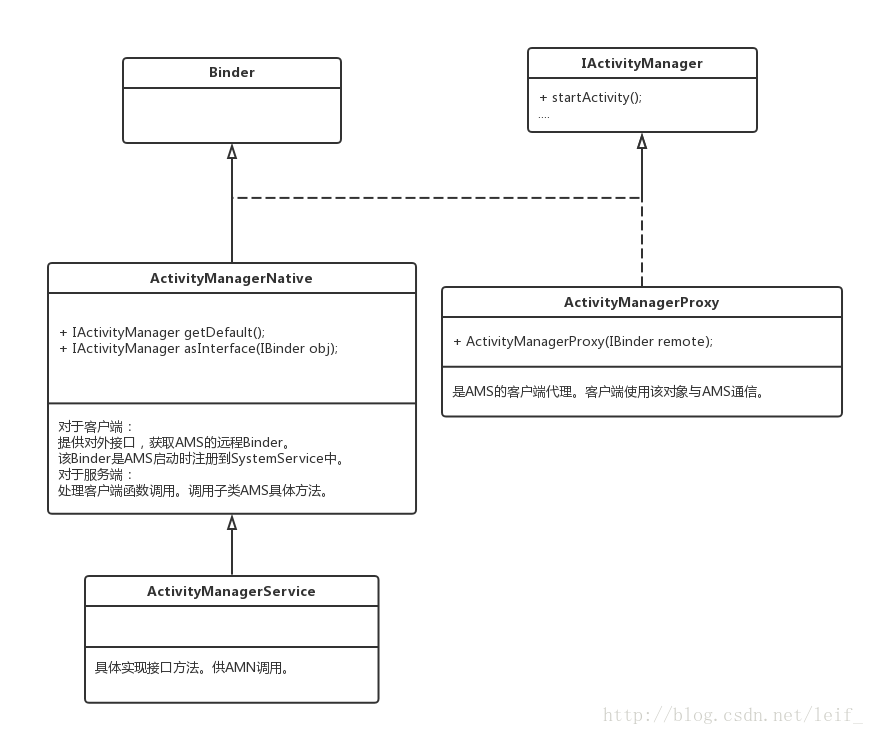 Binder
IActivityManager
+ startActivity();
....
ActivityManagerNative
+ IActivityManager getDefault();
+ IActivityManager asInterface(IBinder obj);
对于客户端：
提供对外接口，获取AMS的远程Binder。
该Binder是AMS启动时注册到SystemService中。
对于服务端：
处理客户端函数调用。调用子类AMS具体方法。
ActivityManagerProxy
+ ActivityManagerProxy(IBinder remote);
是AMS的客户端代理。客户端使用该对象与AMS通信。
ActivityManagerService
具体实现接口方法。供AMN调用。
http://blog.csdn.net/leif_